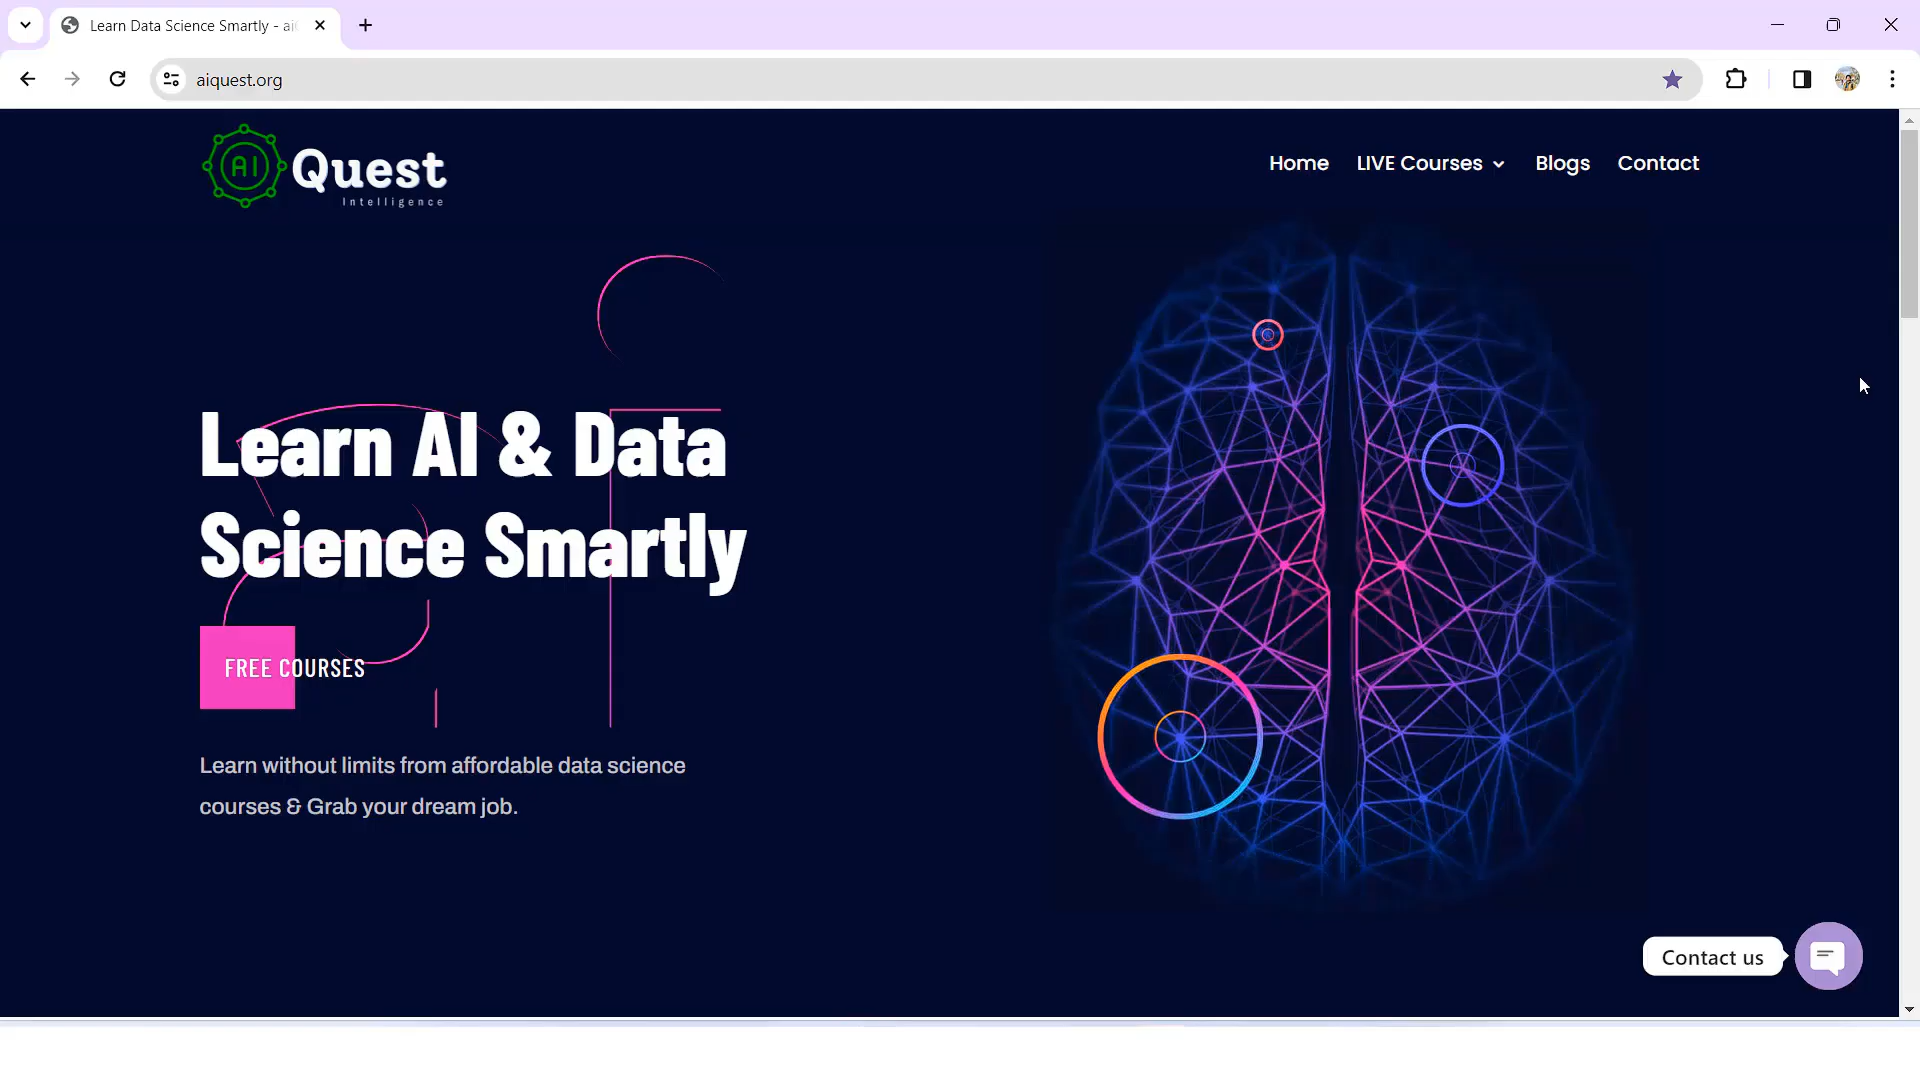 Learn Data Science Smartly - ai
aiquest.org
AI Quest
Intelligence
Home LIVE Courses Blogs Contact
Learn AI & Data
Science Smartly
FREE COURSES
Learn without limits from affordable data science
courses & Grab your dream job.
Contact us